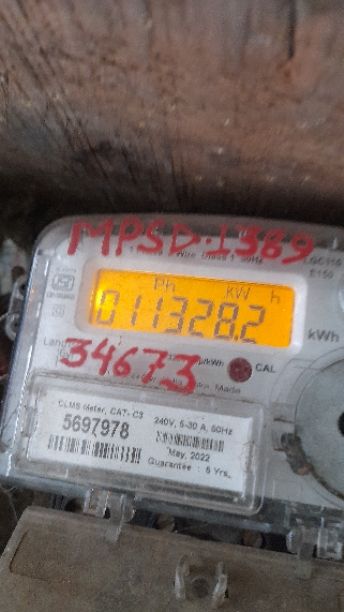 MPSD.1389
Ph kW h
011328.2
kWh
34673
CAL
Made
CLMS Meter, CAT- C3
240V, 5-30 A, 50Hz
5697978
May, 2022
Guarantee : 5 Yrs.